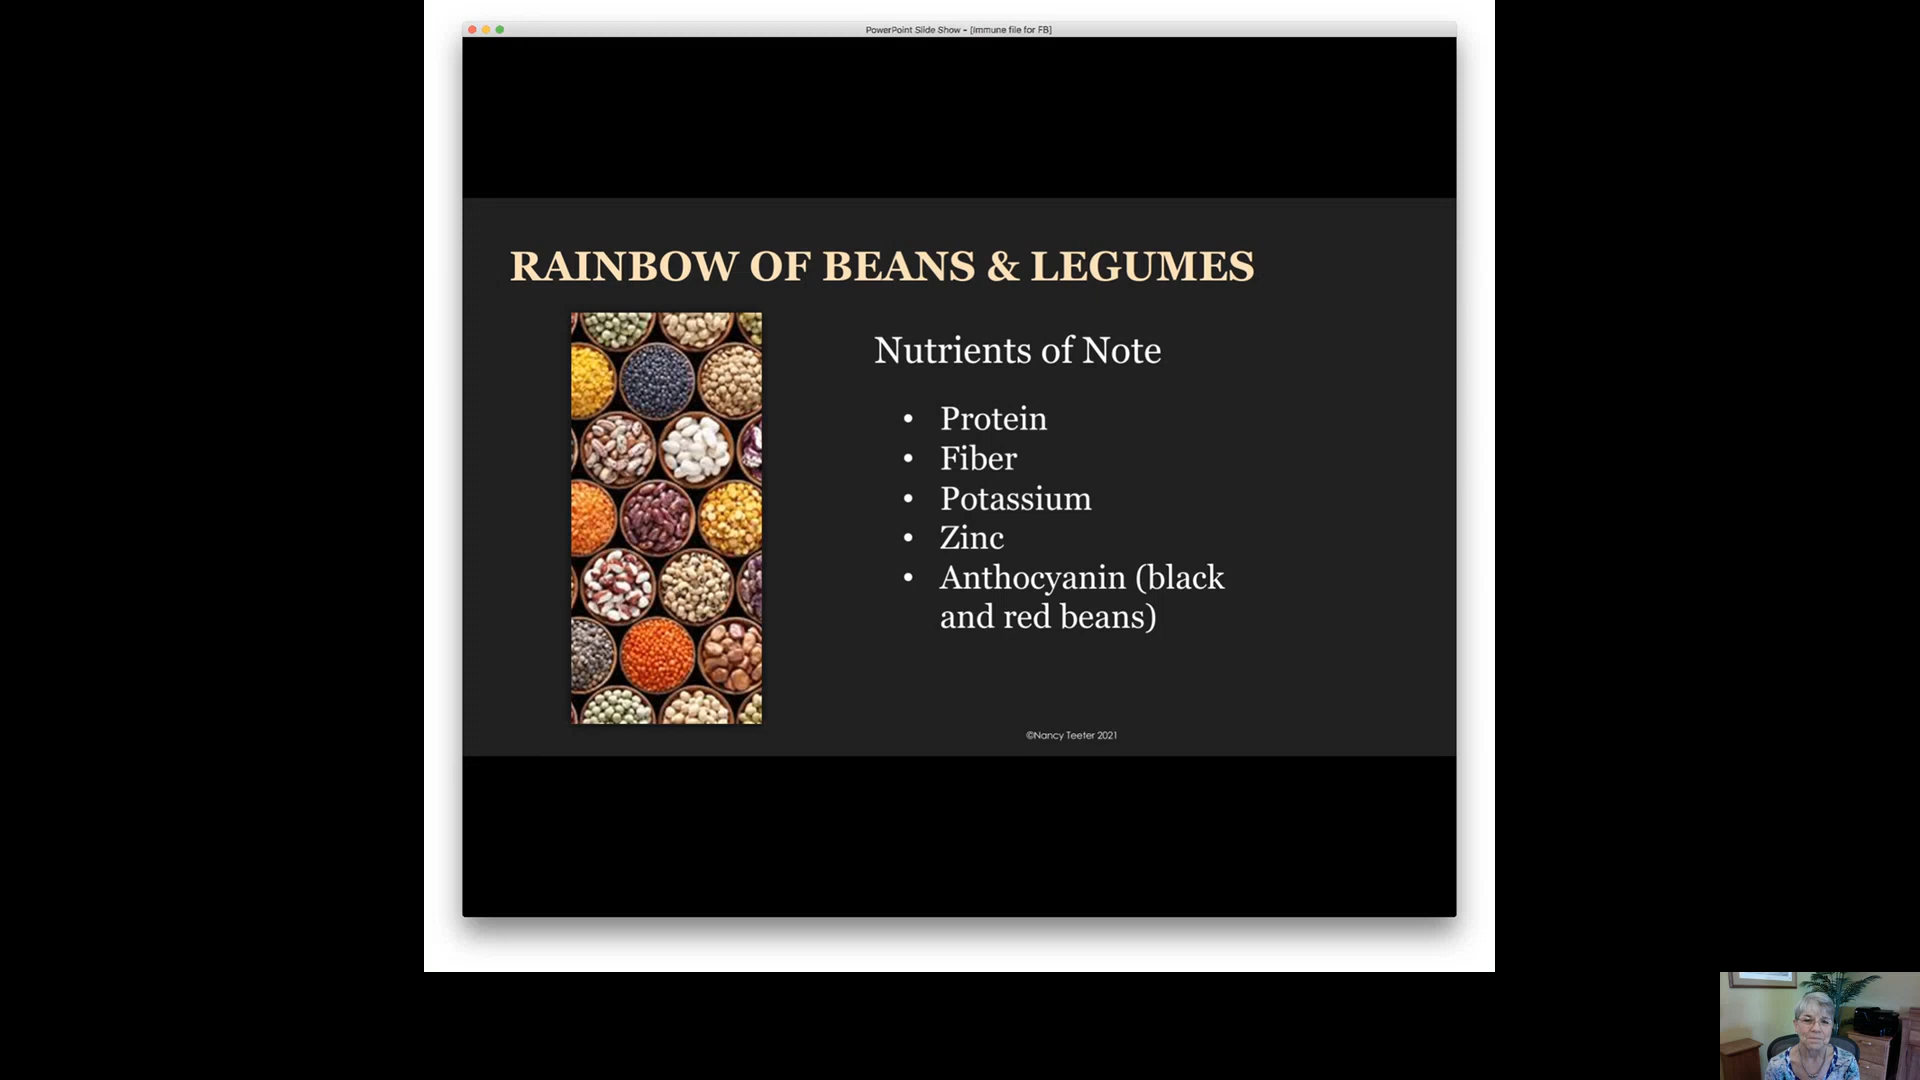 PowerPoint Slide Show - [Immune file for FB]
RAINBOW OF BEANS & LEGUMES
Nutrients of Note
• Protein
• Fiber
• Potassium
• Zinc
• Anthocyanin (black
and red beans)
©Nancy Teeter 2021